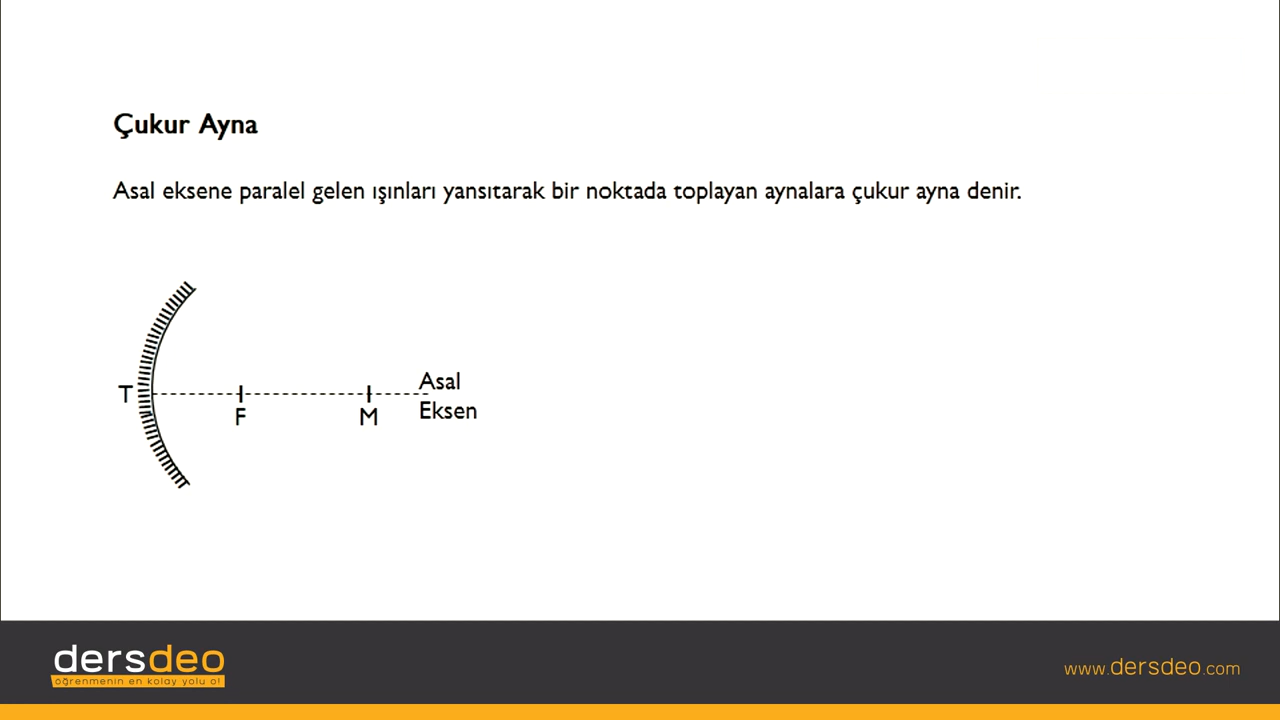 Çukur Ayna
Asal eksene paralel gelen ışınları yansıtarak bir noktada toplayan aynalara çukur ayna denir.
T
F
M
Asal
Eksen
dersdeo
öğrenmenin en kolay yolu o!
www.dersdeo.com